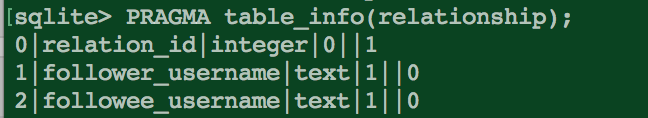 [sqlite> PRAGMA table_info(relationship);
0|relation_id|integer|0||1
1|follower_username|text|1||0
2|followee_username|text|1||0